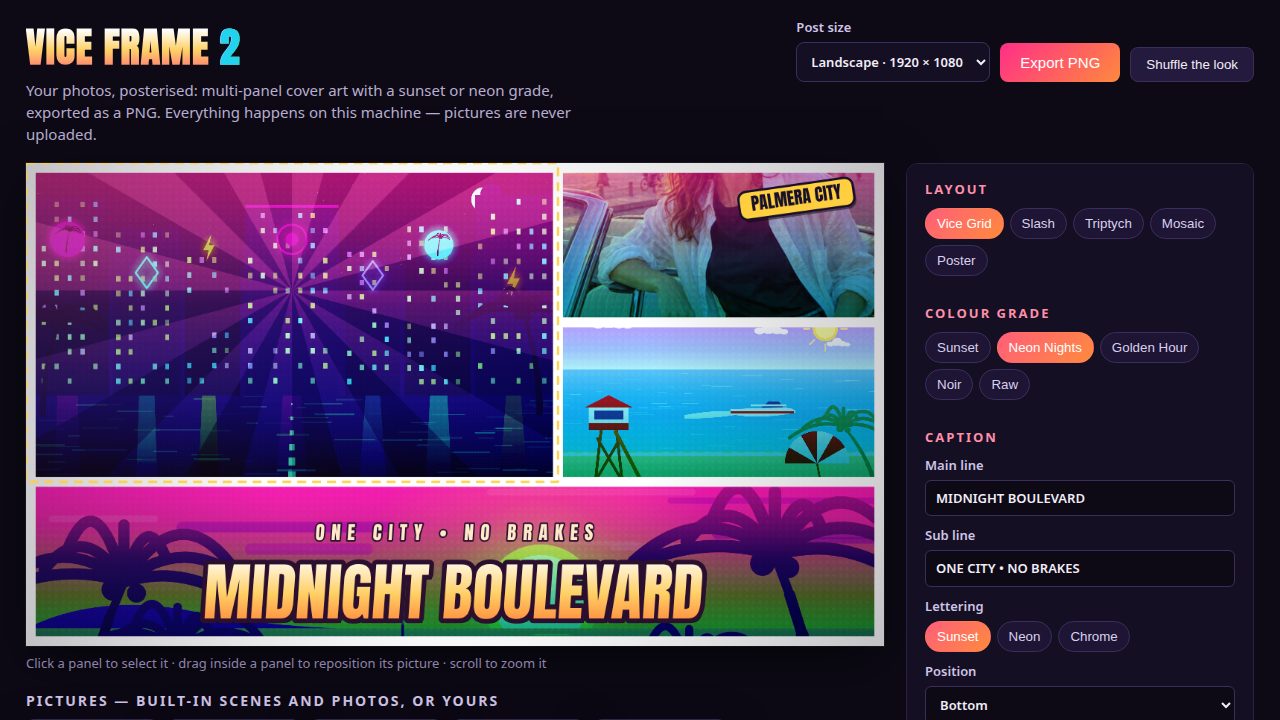 VICE FRAME 2
Your photos, posterised: multi-panel cover art with a sunset or neon grade,
exported as a PNG. Everything happens on this machine — pictures are never
uploaded.
Post size
Landscape · 1920 × 1080
Export PNG
Shuffle the look
PALMERA CITY
ONE CITY • NO BRAKES
MIDNIGHT BOULEVARD
Click a panel to select it · drag inside a panel to reposition its picture · scroll to zoom it
PICTURES — BUILT-IN SCENES AND PHOTOS, OR YOURS
LAYOUT
Vice Grid
Slash
Triptych
Mosaic
Poster
COLOUR GRADE
Sunset
Neon Nights
Golden Hour
Noir
Raw
CAPTION
Main line
MIDNIGHT BOULEVARD
Sub line
ONE CITY • NO BRAKES
Lettering
Sunset
Neon
Chrome
Position
Bottom